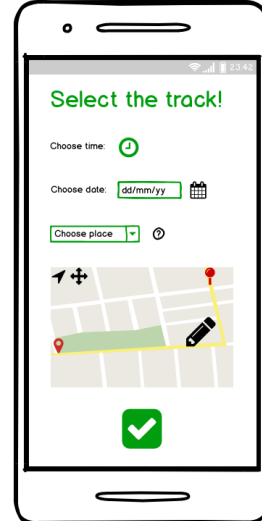 23:42
Select the track!
Choose time:
Choose date: dd/mm/yy
Choose place ?